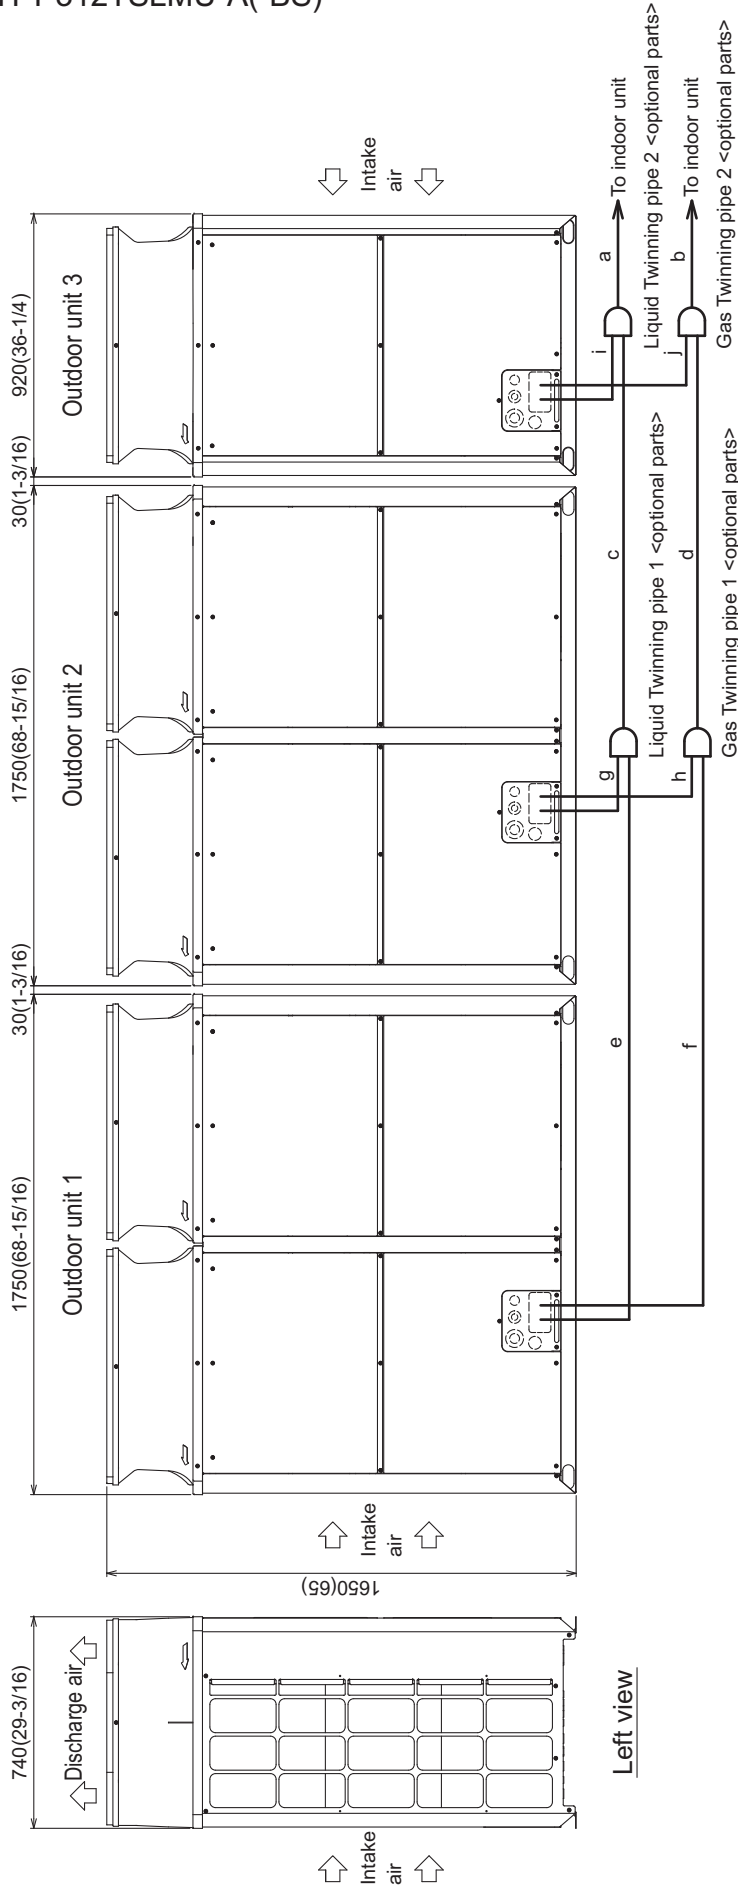 740(29-3/16)
Discharge air
Intake
air
Left view
1650(65)
Intake
air
1750(68-15/16)
30(1-3/16)
1750(68-15/16)
30(1-3/16)
920(36-1/4)
Outdoor unit 1
Outdoor unit 2
Outdoor unit 3
Intake
air
e
g
c
i
a
To indoor unit
Liquid Twinning pipe 1 <optional parts>
Liquid Twinning pipe 2 <optional parts>
f
h
d
j
b
To indoor unit
Gas Twinning pipe 1 <optional parts>
Gas Twinning pipe 2 <optional parts>